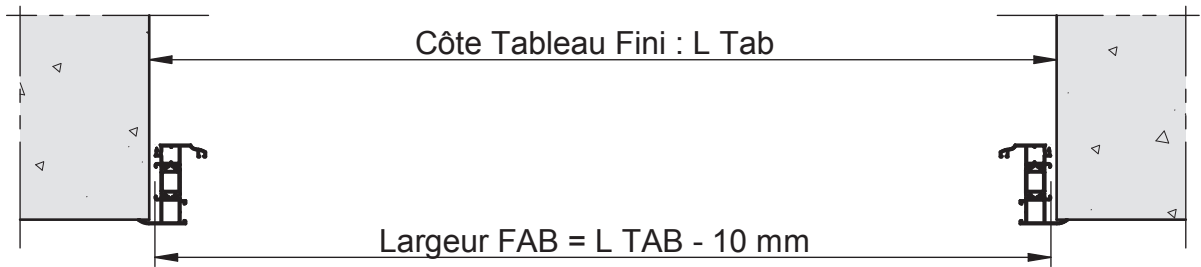 Côte Tableau Fini : L Tab
Largeur FAB = L TAB - 10 mm